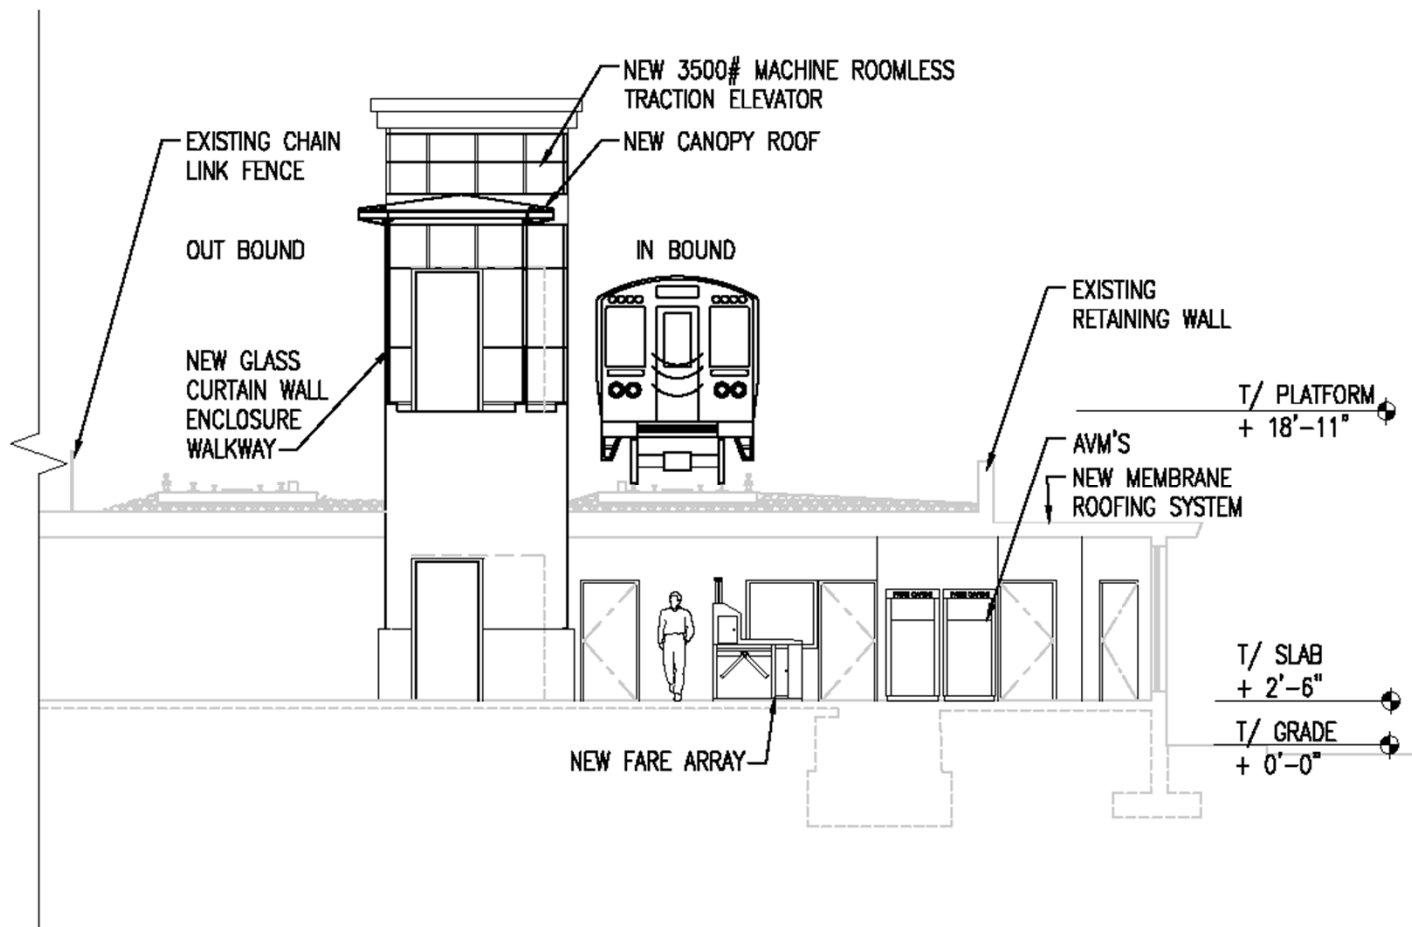 NEW 3500# MACHINE ROOMLESS
TRACTION ELEVATOR
EXISTING CHAIN
LINK FENCE
NEW CANOPY ROOF
OUT BOUND
IN BOUND
EXISTING
RETAINING WALL
NEW GLASS
CURTAIN WALL
ENCLOSURE
WALKWAY
T/ PLATFORM
+ 18'-11"
AVM'S
NEW MEMBRANE
ROOFING SYSTEM
T/ SLAB
+ 2'-6"
T/ GRADE
+ 0'-0"
NEW FARE ARRAY